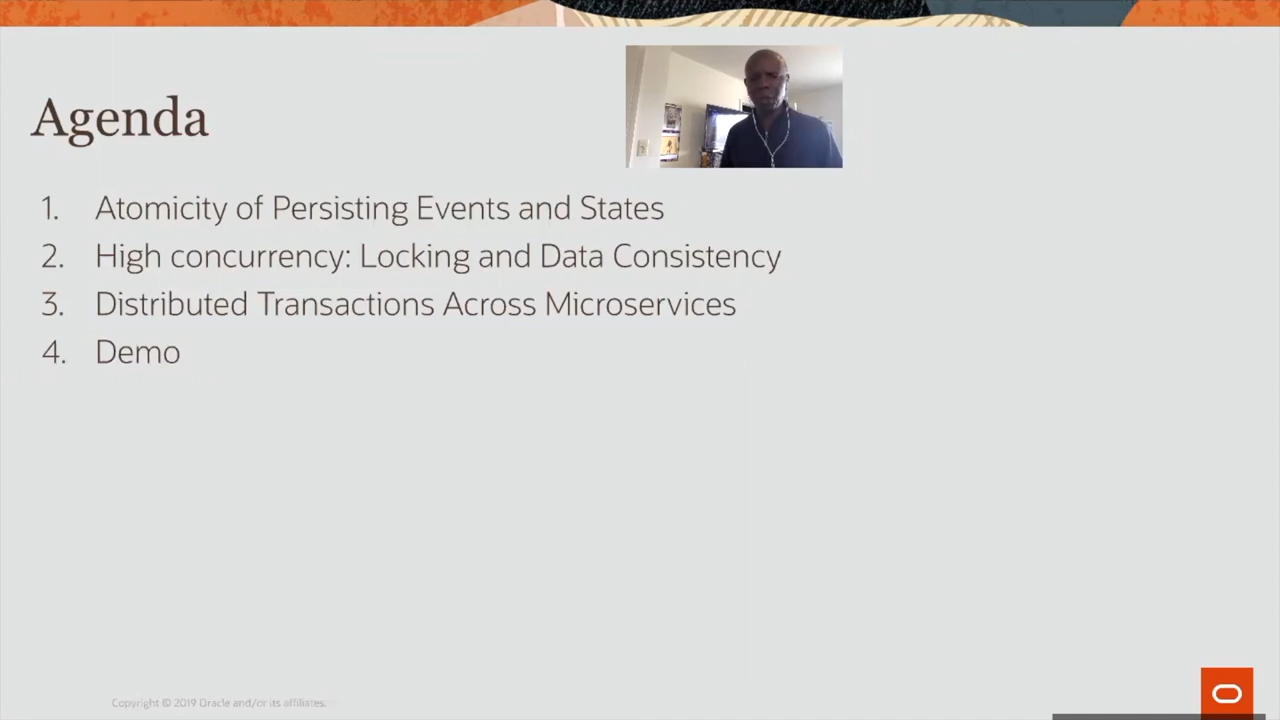 Agenda
1. Atomicity of Persisting Events and States
2. High concurrency: Locking and Data Consistency
3. Distributed Transactions Across Microservices
4. Demo
Copyright © 2019 Oracle and/or its affiliates.